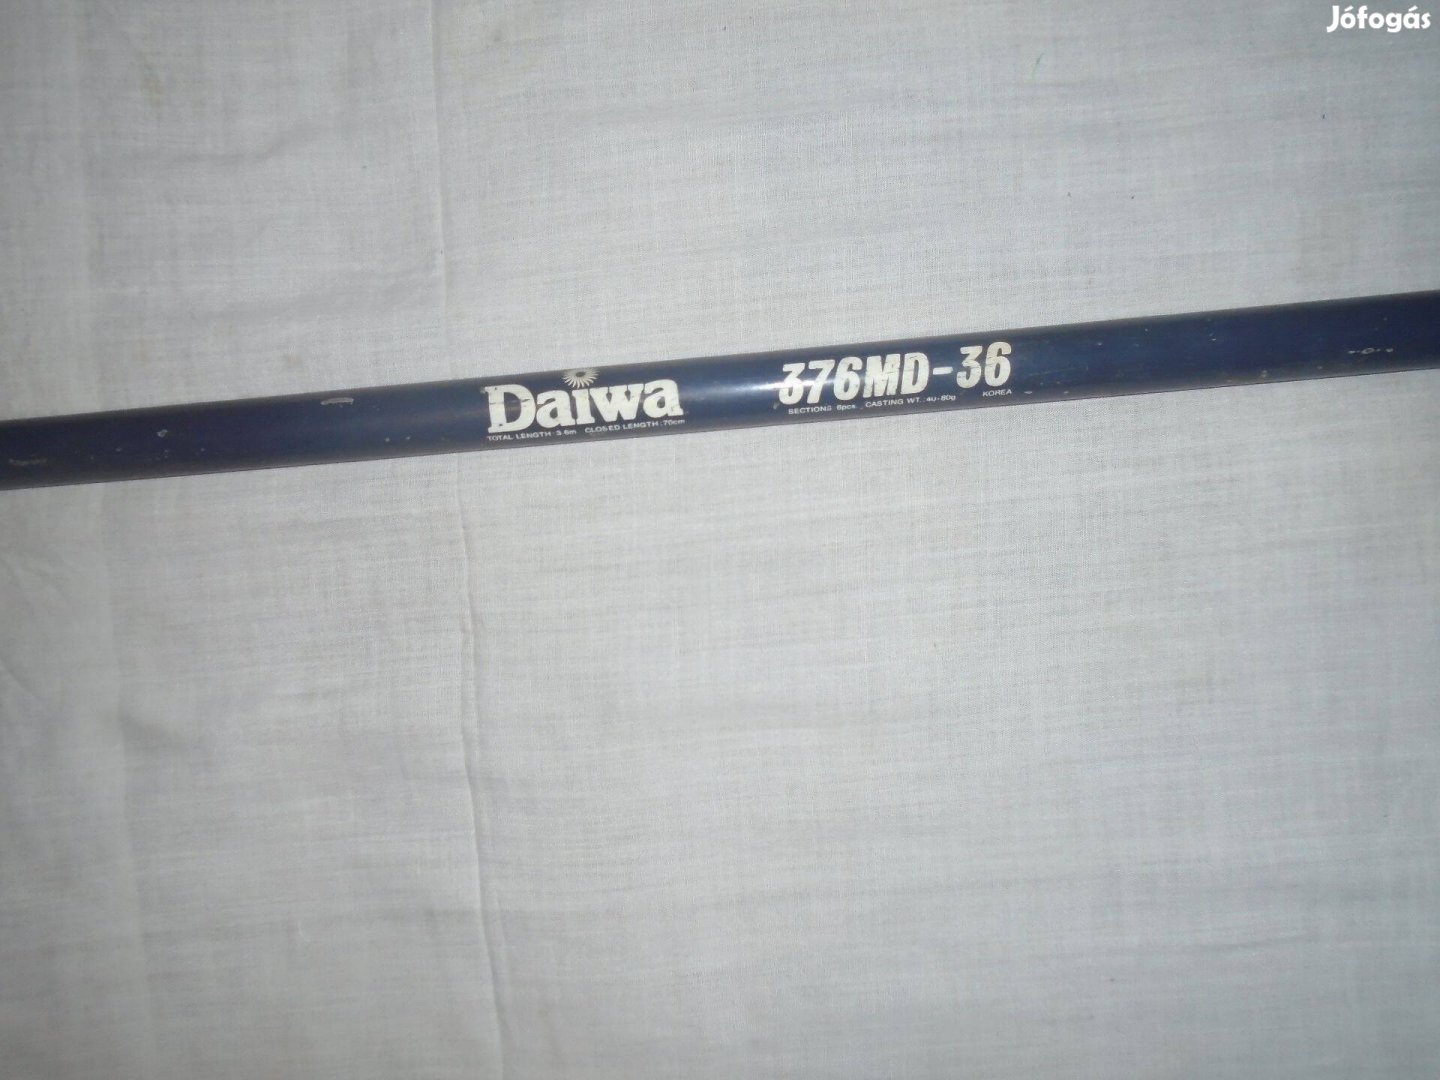 Jófogás
Daiwa 376MD-36
TOTAL LENGTH : 3.6m CLOSED LENGTH : 70cm SECTIONS 6pcs CASTING WT. : 40-80g KOREA